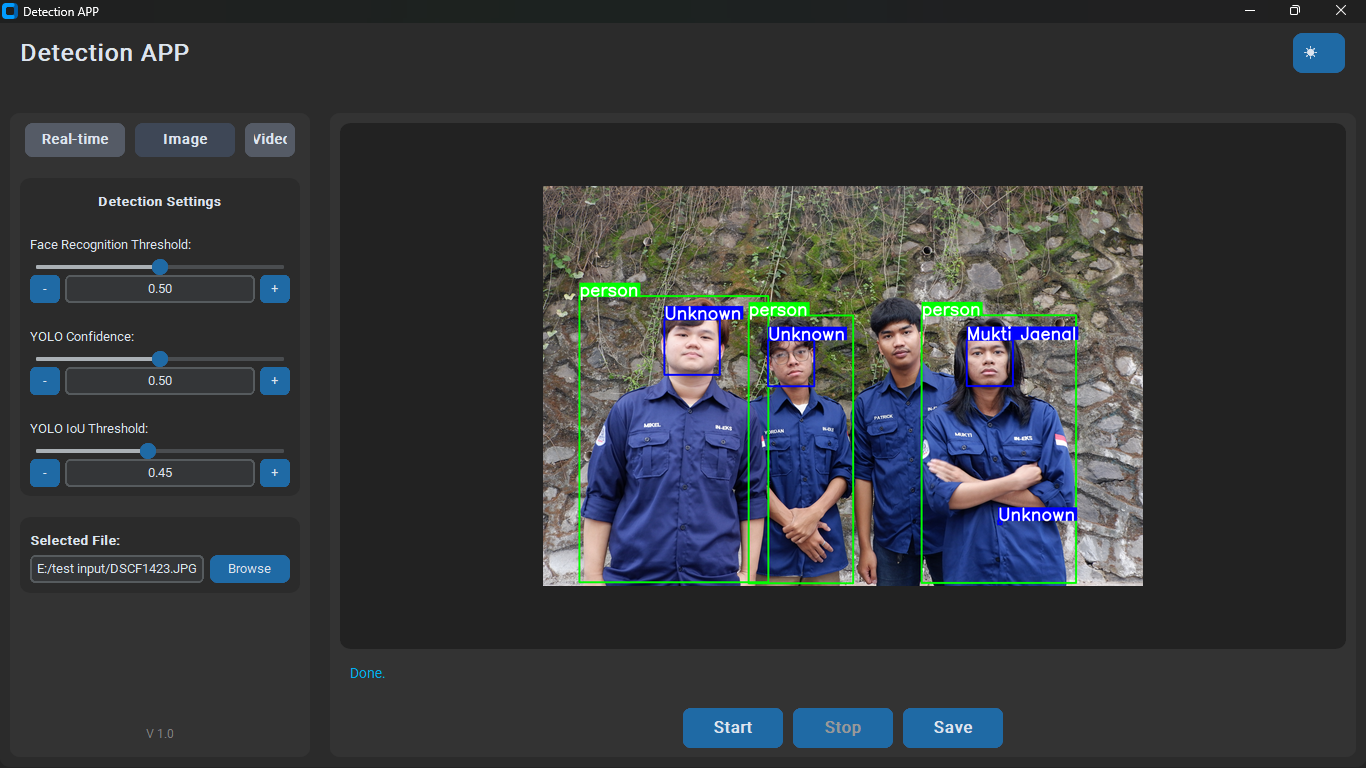 Detection APP
Detection APP
Real-time Image Video
Detection Settings
Face Recognition Threshold:
- 0.50 +
YOLO Confidence:
- 0.50 +
YOLO IoU Threshold:
- 0.45 +
Selected File:
E:/test input/DSCF1423.JPG Browse
V 1.0
person
person
person
Unknown
Unknown
Mukti Jaenal
MIKEL IN-EKS
IN-EKS
PATRICK
MUKTI IN-EKS
Unknown
Done.
Start Stop Save